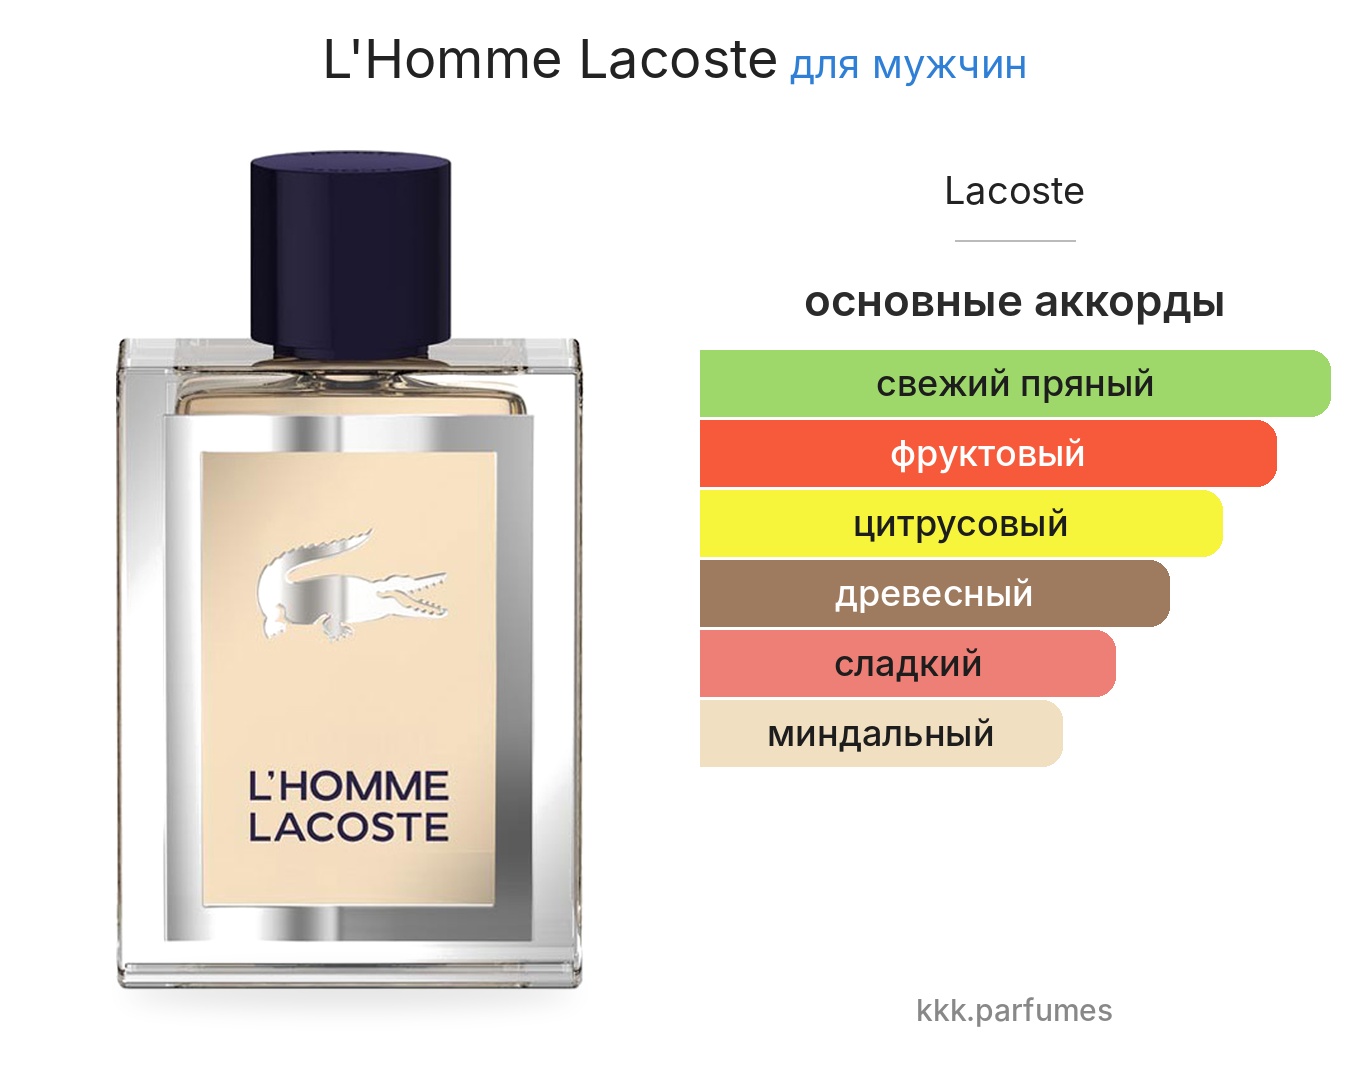 L'Homme Lacoste для мужчин
Lacoste
основные аккорды
свежий пряный
фруктовый
цитрусовый
древесный
сладкий
миндальный
L'HOMME
LACOSTE
kkk.parfumes